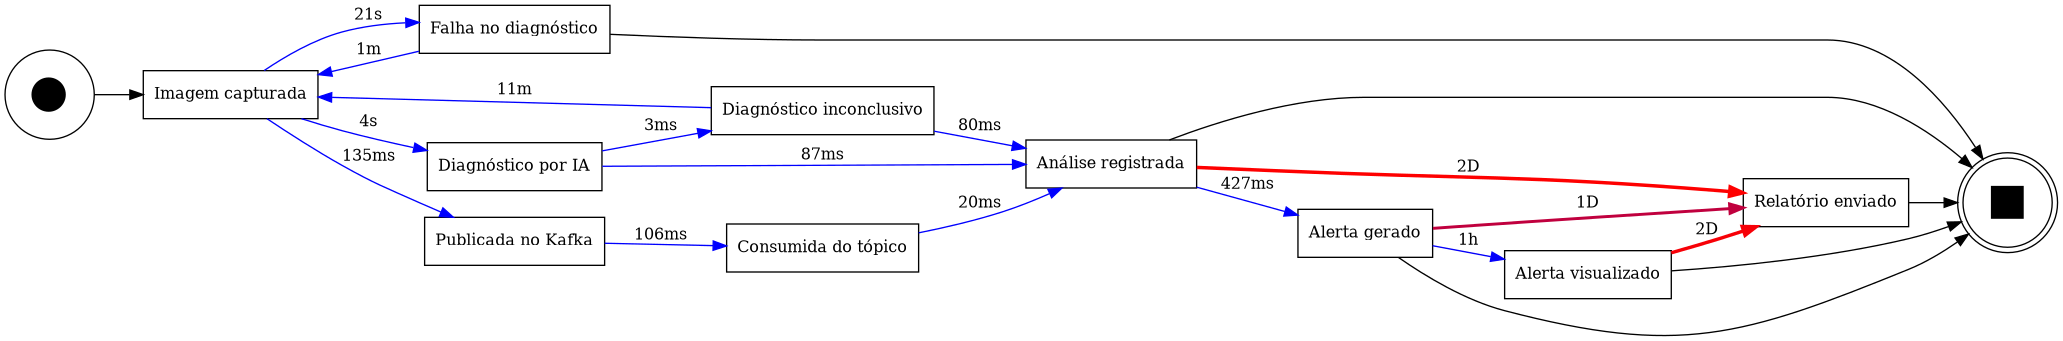 21s
Falha no diagnóstico
1m
Imagem capturada
11m
Diagnóstico inconclusivo
4s
3ms
80ms
Diagnóstico por IA
87ms
Análise registrada
2D
135ms
427ms
1D
Relatório enviado
Publicada no Kafka
106ms
Consumida do tópico
20ms
Alerta gerado
1h
2D
Alerta visualizado